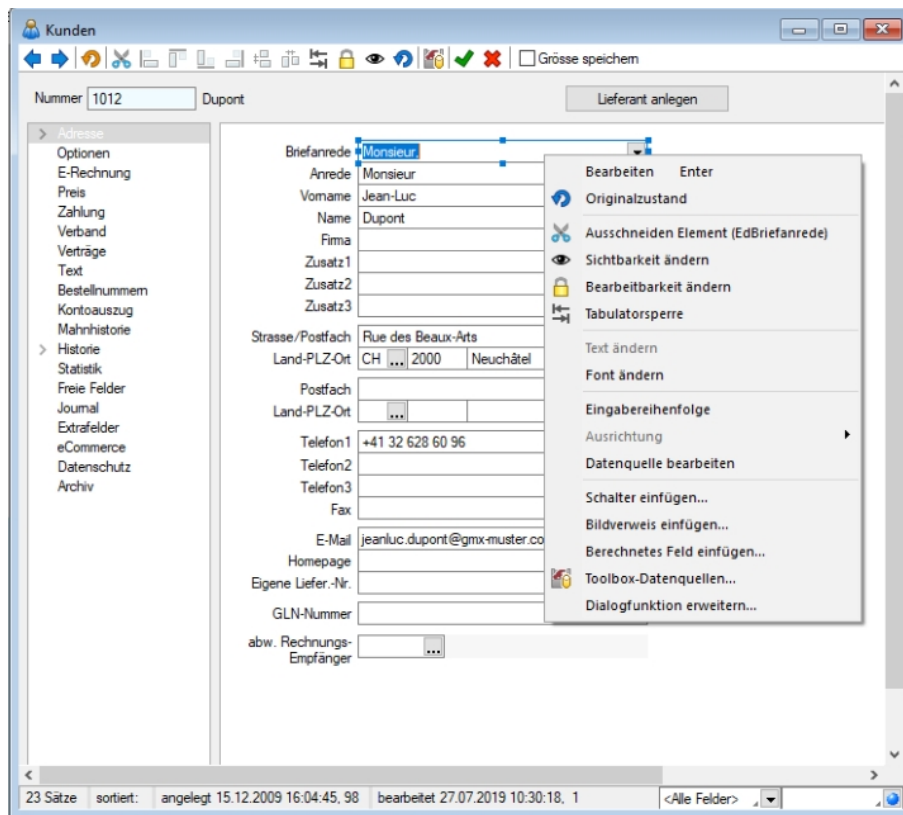 Kunden
Grösse speichern
Nummer 1012 Dupont Lieferant anlegen
Adresse
Optionen
E-Rechnung
Preis
Zahlung
Verband
Verträge
Text
Bestellnummern
Kontoauszug
Mahnhistorie
Historie
Statistik
Freie Felder
Journal
Extrafelder
eCommerce
Datenschutz
Archiv
Briefanrede Monsieur,
Anrede Monsieur
Vorname Jean-Luc
Name Dupont
Firma
Zusatz1
Zusatz2
Zusatz3
Strasse/Postfach Rue des Beaux-Arts
Land-PLZ-Ort CH ... 2000 Neuchâtel
Postfach
Land-PLZ-Ort ...
Telefon1 +41 32 628 60 96
Telefon2
Telefon3
Fax
E-Mail jeanluc.dupont@gmx-muster.co
Homepage
Eigene Liefer.-Nr.
GLN-Nummer
abw. Rechnungs-
Empfänger ...
Bearbeiten Enter
Originalzustand
Ausschneiden Element (EdBriefanrede)
Sichtbarkeit ändern
Bearbeitbarkeit ändern
Tabulatorsperre
Text ändern
Font ändern
Eingabereihenfolge
Ausrichtung
Datenquelle bearbeiten
Schalter einfügen...
Bildverweis einfügen...
Berechnetes Feld einfügen...
Toolbox-Datenquellen...
Dialogfunktion erweitern...
23 Sätze sortiert: angelegt 15.12.2009 16:04:45, 98 bearbeitet 27.07.2019 10:30:18, 1 <Alle Felder>